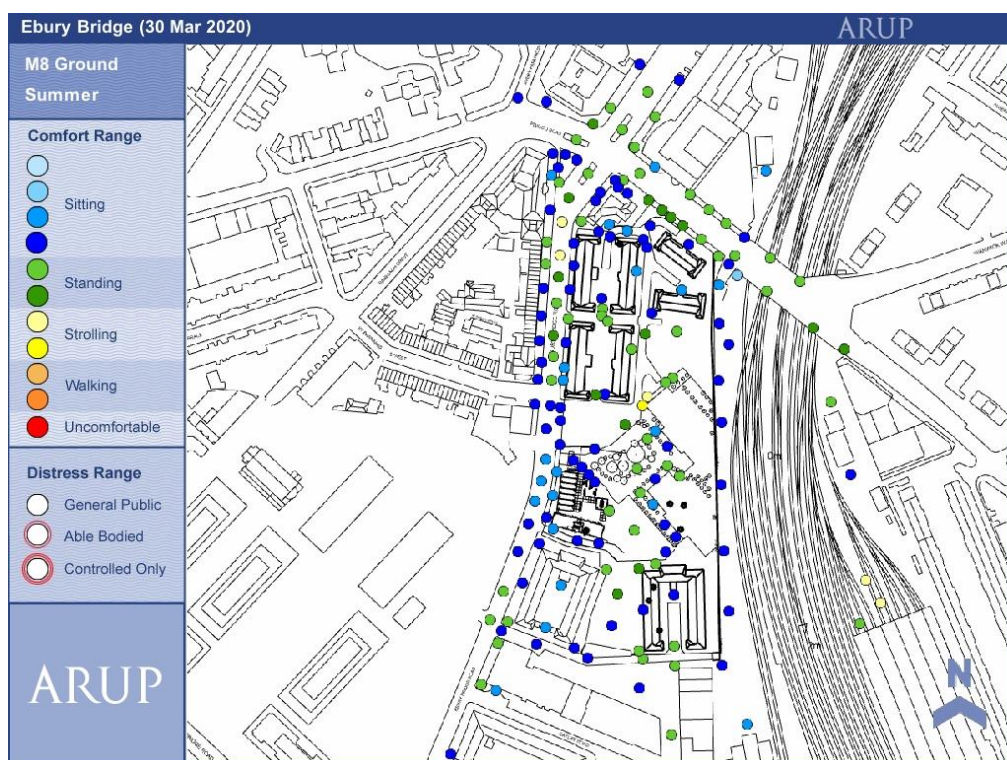 Ebury Bridge (30 Mar 2020)
ARUP
M8 Ground
Summer
Comfort Range
Sitting
Standing
Strolling
Walking
Uncomfortable
Distress Range
General Public
Able Bodied
Controlled Only
ARUP
N
0m